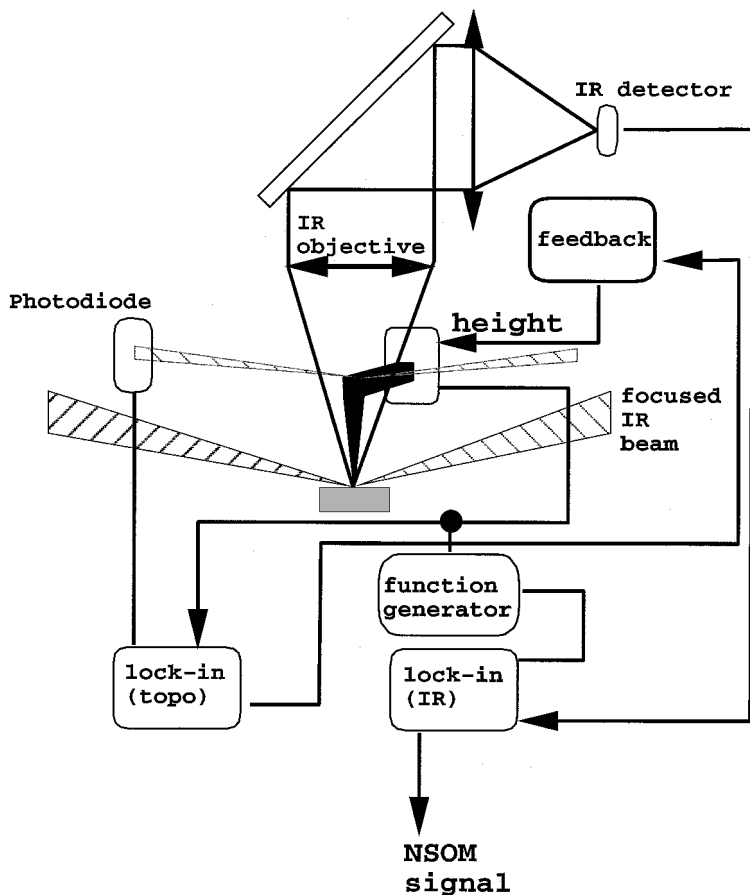 IR detector
IR
objective
feedback
Photodiode
height
focused
IR
beam
function
generator
lock-in
(topo)
lock-in
(IR)
NSOM
signal